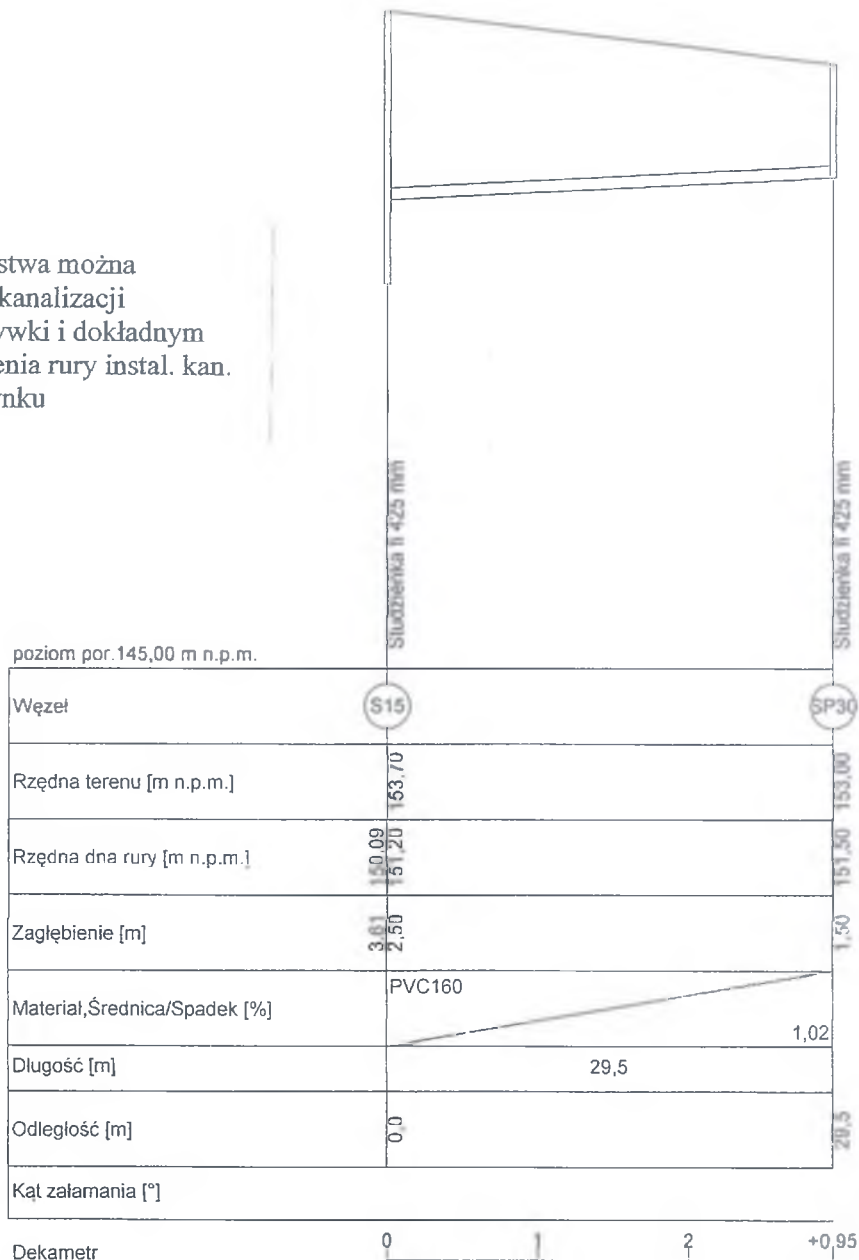 stwa można
kanalizacji
ywki i dokładnym
enia rury instal. kan.
ynku
Studzienka fi 425 mm
Studzienka fi 425 mm
poziom por.145,00 m n.p.m.
Węzeł S15 SP30
Rzędna terenu [m n.p.m.] 153,70 153,00
Rzędna dna rury [m n.p.m.] 150,09 151,20 151,50
Zagłębienie [m] 3,61 2,50 1,50
Materiał,Średnica/Spadek [%] PVC160 1,02
Długość [m] 29,5
Odległość [m] 0,0 29,5
Kąt załamania [°]
Dekametr 0 1 2 +0,95